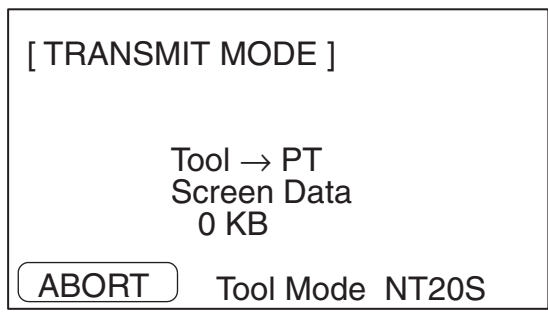 [ TRANSMIT MODE ]
Tool → PT
Screen Data
0 KB
ABORT Tool Mode NT20S